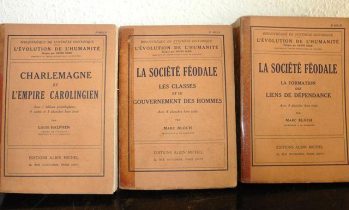 BIBLIOTHÈQUE DE SYNTHÈSE HISTORIQUE
L'ÉVOLUTION DE L'HUMANITÉ
CHARLEMAGNE
ET
L'EMPIRE CAROLINGIEN
PAR
LOUIS HALPHEN
ÉDITIONS ALBIN MICHEL
BIBLIOTHÈQUE DE SYNTHÈSE HISTORIQUE
L'ÉVOLUTION DE L'HUMANITÉ
LA SOCIÉTÉ FÉODALE
LES CLASSES
ET LE
GOUVERNEMENT DES HOMMES
PAR
MARC BLOCH
ÉDITIONS ALBIN MICHEL
BIBLIOTHÈQUE DE SYNTHÈSE HISTORIQUE
L'ÉVOLUTION DE L'HUMANITÉ
LA SOCIÉTÉ FÉODALE
LA FORMATION
DES
LIENS DE DÉPENDANCE
PAR
MARC BLOCH
ÉDITIONS ALBIN MICHEL